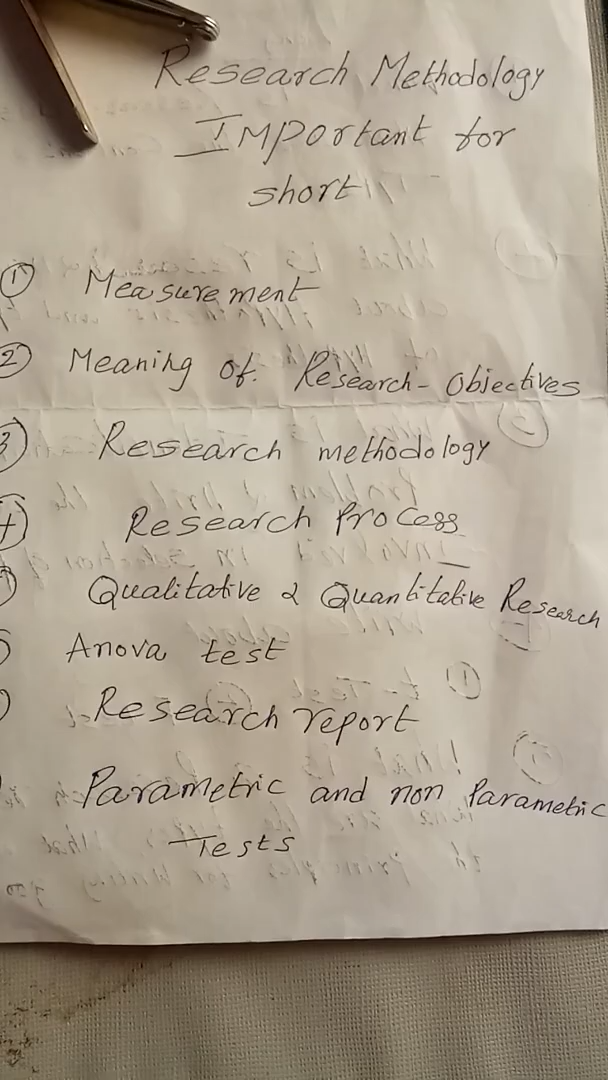 Research Methodology
Important for
short
① Measurement
② Meaning of. Research - Objectives
3 Research methodology
Research Process
Qualitative & Quantitative Research
Anova test
Research report
Parametric and non Parametric
Tests